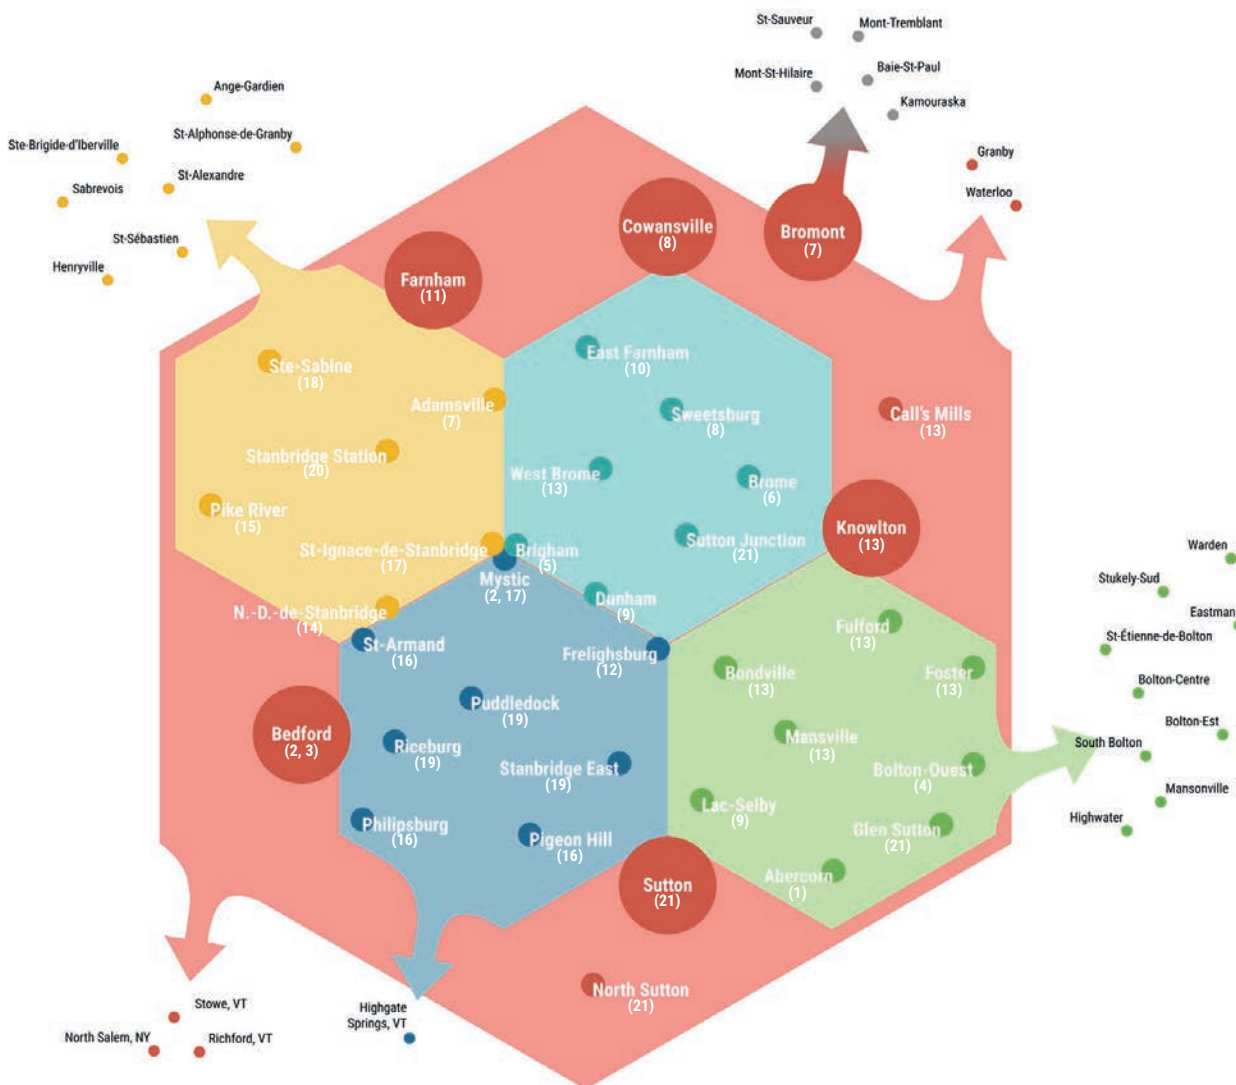 St-Sauveur
Mont-Tremblant
Mont-St-Hilaire
Baie-St-Paul
Kamouraska
Ange-Gardien
St-Alphonse-de-Granby
Ste-Brigide-d'Iberville
St-Alexandre
Sabrevois
St-Sébastien
Henryville
Granby
Waterloo
Cowansville
(8)
Bromont
(7)
Farnham
(11)
Ste-Sabine
(18)
Adamsville
(7)
Stanbridge Station
(20)
Pike River
(15)
St-Ignace-de-Stanbridge
(17)
N.-D.-de-Stanbridge
(14)
East Farnham
(10)
Sweetsburg
(8)
West Brome
(13)
Brome
(6)
Sutton Junction
(21)
Brigham
(5)
Dunham
(9)
Call's Mills
(13)
Knowlton
(13)
Mystic
(2, 17)
St-Armand
(16)
Frelighsburg
(12)
Puddledock
(19)
Riceburg
(19)
Stanbridge East
(19)
Philipsburg
(16)
Pigeon Hill
(16)
Bedford
(2, 3)
Fulford
(13)
Bondville
(13)
Foster
(13)
Mansville
(13)
Bolton-Ouest
(4)
Lac-Selby
(9)
Glen Sutton
(21)
Abercorn
(1)
Sutton
(21)
North Sutton
(21)
Warden
Stukely-Sud
Eastman
St-Étienne-de-Bolton
Bolton-Centre
Bolton-Est
South Bolton
Mansonville
Highwater
Stowe, VT
North Salem, NY
Richford, VT
Highgate
Springs, VT